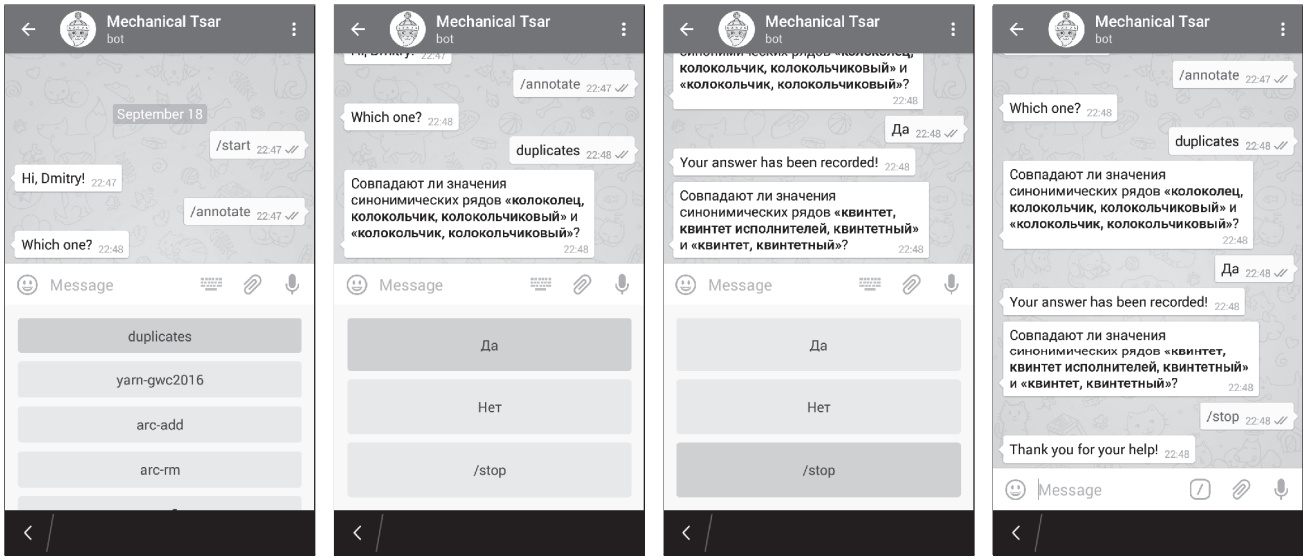 Mechanical Tsar
bot
September 18
/start 22:47
Hi, Dmitry! 22:47
/annotate 22:47
Which one? 22:48
Message
duplicates
yarn-gwc2016
arc-add
arc-rm
Mechanical Tsar
bot
Hi, Dmitry! 22:47
/annotate 22:47
Which one? 22:48
duplicates 22:48
Совпадают ли значения
синонимических рядов «колоколец,
колокольчик, колокольчиковый» и
«колокольчик, колокольчиковый»?
22:48
Message
Да
Нет
/stop
Mechanical Tsar
bot
синонимических рядов «колоколец,
колокольчик, колокольчиковый» и
«колокольчик, колокольчиковый»?
22:48
Да 22:48
Your answer has been recorded! 22:48
Совпадают ли значения
синонимических рядов «квинтет,
квинтет исполнителей, квинтетный»
и «квинтет, квинтетный»? 22:48
Message
Да
Нет
/stop
Mechanical Tsar
bot
/annotate 22:47
Which one? 22:48
duplicates 22:48
Совпадают ли значения
синонимических рядов «колоколец,
колокольчик, колокольчиковый» и
«колокольчик, колокольчиковый»?
22:48
Да 22:48
Your answer has been recorded! 22:48
Совпадают ли значения
синонимических рядов «квинтет,
квинтет исполнителей, квинтетный»
и «квинтет, квинтетный»? 22:48
/stop 22:48
Thank you for your help! 22:48
Message